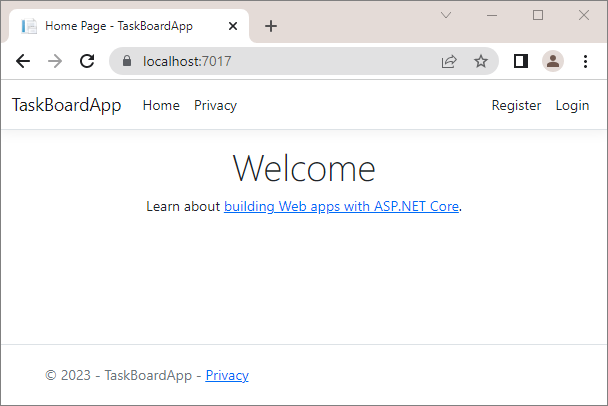 Home Page - TaskBoardApp
localhost:7017
TaskBoardApp Home Privacy Register Login
Welcome
Learn about building Web apps with ASP.NET Core.
© 2023 - TaskBoardApp - Privacy